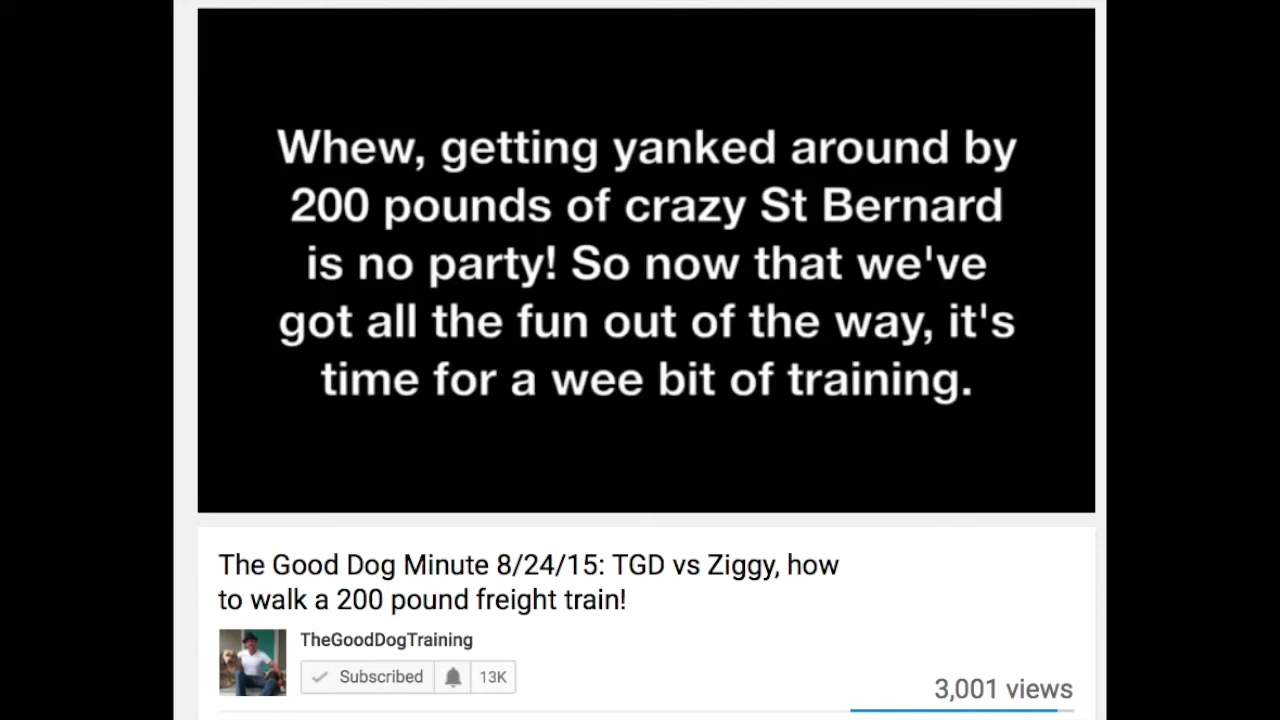 Whew, getting yanked around by
200 pounds of crazy St Bernard
is no party! So now that we've
got all the fun out of the way, it's
time for a wee bit of training.
The Good Dog Minute 8/24/15: TGD vs Ziggy, how
to walk a 200 pound freight train!
TheGoodDogTraining
Subscribed 13K
3,001 views